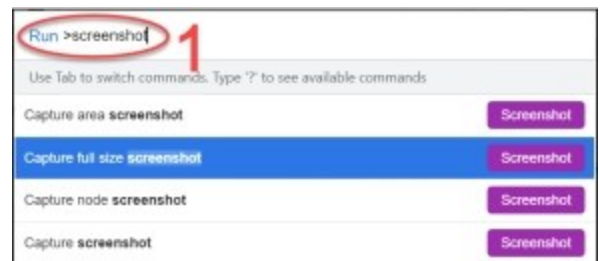 Run >screenshot 1
Use Tab to switch commands. Type '?' to see available commands
Capture area screenshot Screenshot
Capture full size screenshot Screenshot
Capture node screenshot Screenshot
Capture screenshot Screenshot